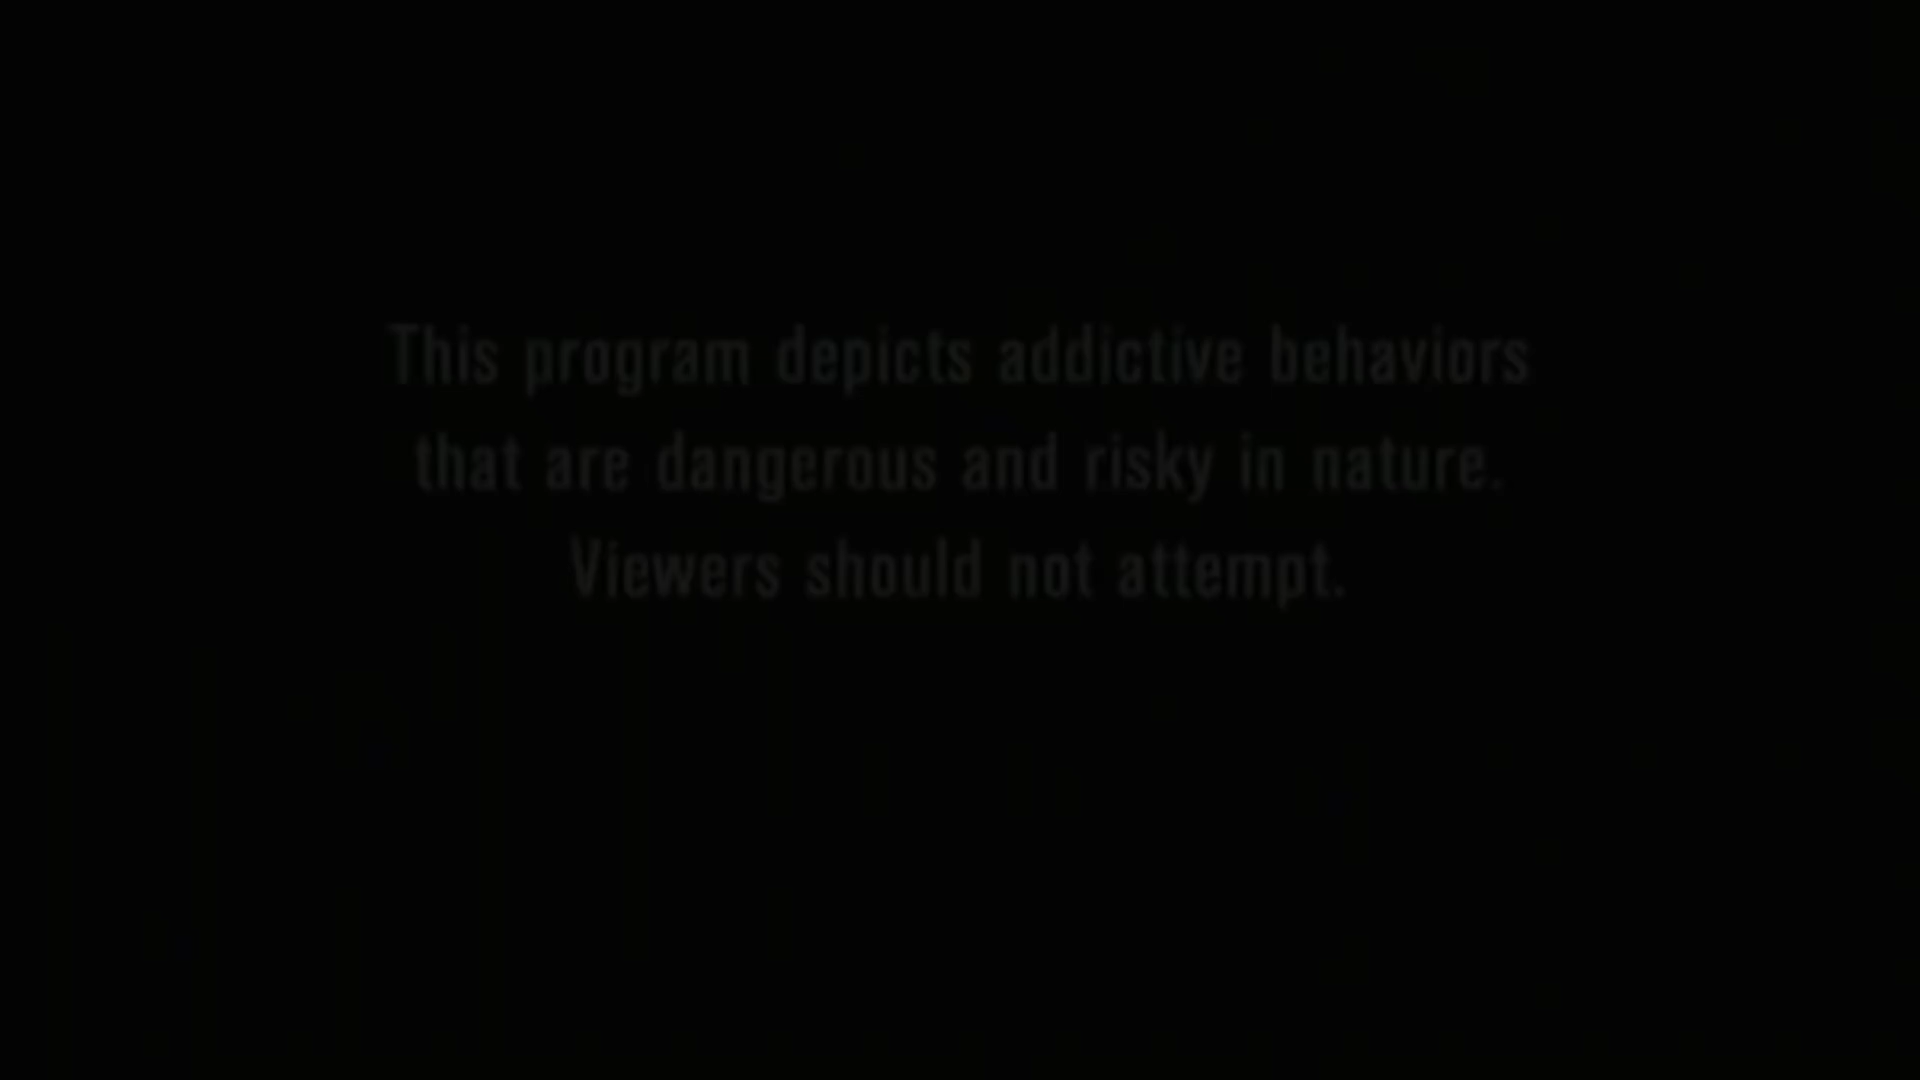 This program depicts addictive behaviors
that are dangerous and risky in nature.
Viewers should not attempt.